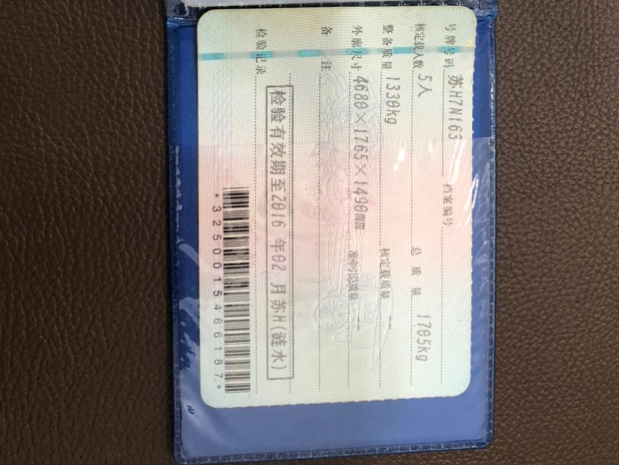 号牌号码 苏H7N163 档案编号
核定载人数 5人 总质量 1705kg
整备质量 1330kg 核定载质量 --
外廓尺寸 4680×1765×1490mm 准牵引总质量 --
备注
检验记录 检验有效期至2016年02月苏H(涟水)
*3250015466187*